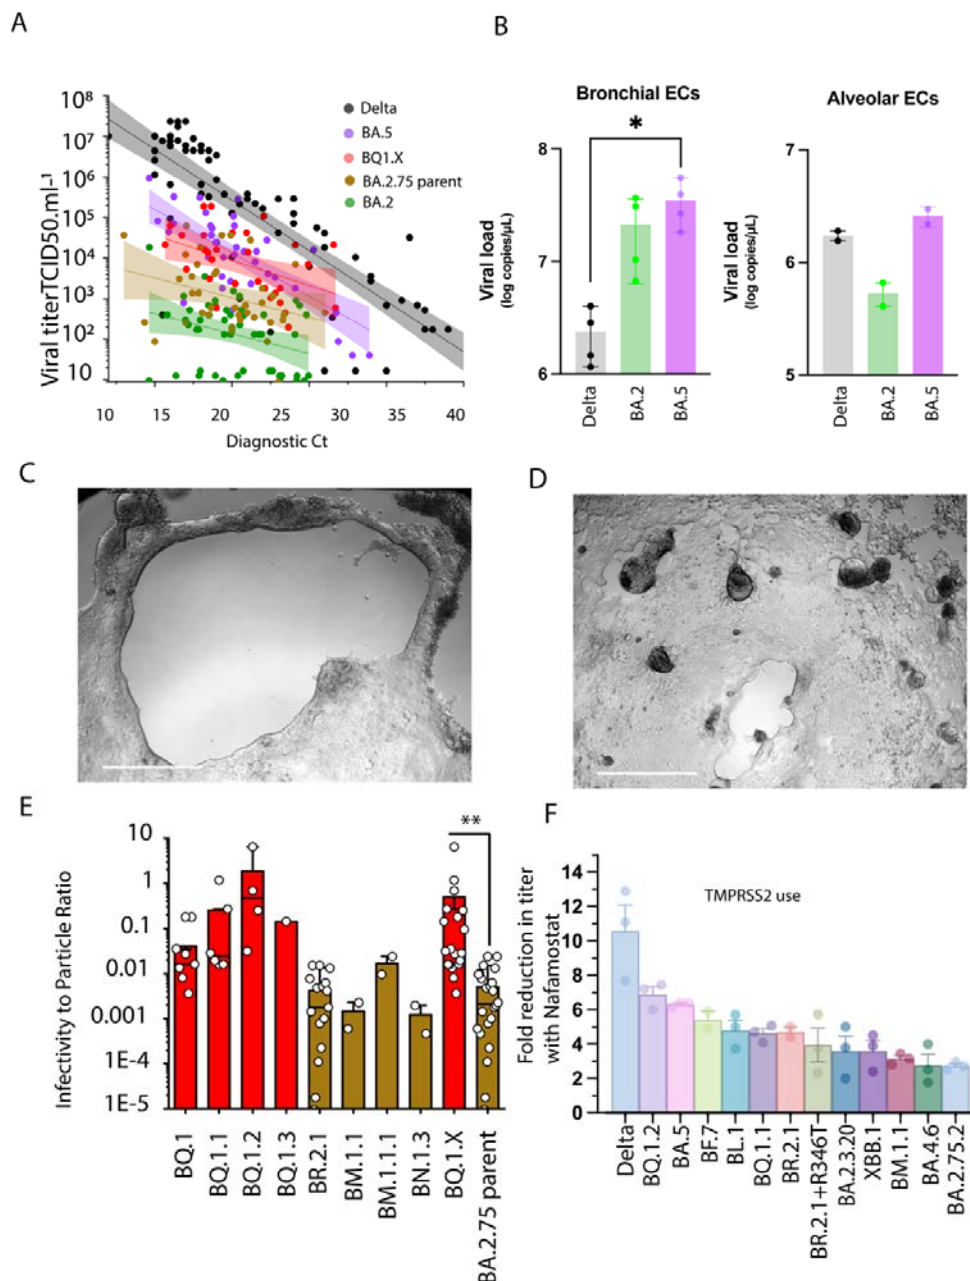 A
B
10⁸
10⁷
10⁶
10⁵
10⁴
10³
10²
10
Viral titerTCID50.ml⁻¹
10 15 20 25 30 35 40
Diagnostic Ct
Delta
BA.5
BQ1.X
BA.2.75 parent
BA.2
Bronchial ECs
*
8
7
6
Viral load
(log copies/µL)
Delta
BA.2
BA.5
Alveolar ECs
7
6
5
Viral load
(log copies/µL)
Delta
BA.2
BA.5
C
D
E
**
10
1
0.1
0.01
0.001
1E-4
1E-5
Infectivity to Particle Ratio
BQ.1
BQ.1.1
BQ.1.2
BQ.1.3
BR.2.1
BM.1.1
BM.1.1.1
BN.1.3
BQ.1.X
BA.2.75 parent
F
TMPRSS2 use
14
12
10
8
6
4
2
0
Fold reduction in titer
with Nafamostat
Delta
BQ.1.2
BA.5
BF.7
BL.1
BQ.1.1
BR.2.1
BR.2.1+R346T
BA.2.3.20
XBB.1
BM.1.1.1
BA.4.6
BA.2.75.2